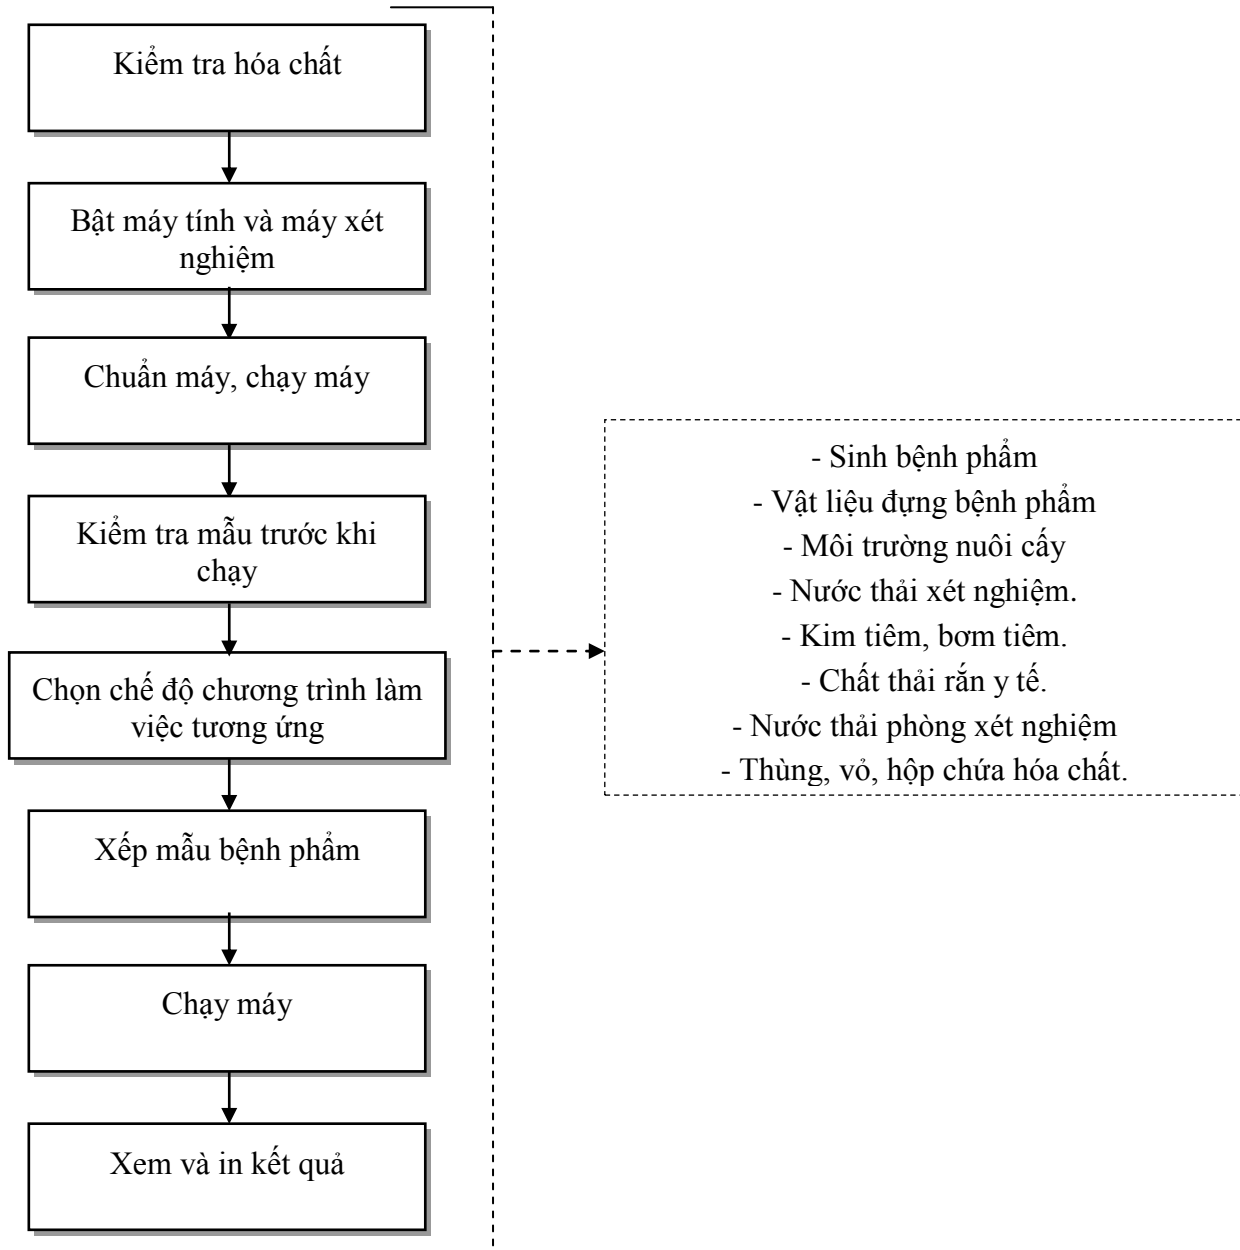 Kiểm tra hóa chất
Bật máy tính và máy xét
nghiệm
Chuẩn máy, chạy máy
Kiểm tra mẫu trước khi
chạy
Chọn chế độ chương trình làm
việc tương ứng
Xếp mẫu bệnh phẩm
Chạy máy
Xem và in kết quả
- Sinh bệnh phẩm
- Vật liệu đựng bệnh phẩm
- Môi trường nuôi cấy
- Nước thải xét nghiệm.
- Kim tiêm, bơm tiêm.
- Chất thải rắn y tế.
- Nước thải phòng xét nghiệm
- Thùng, vỏ, hộp chứa hóa chất.